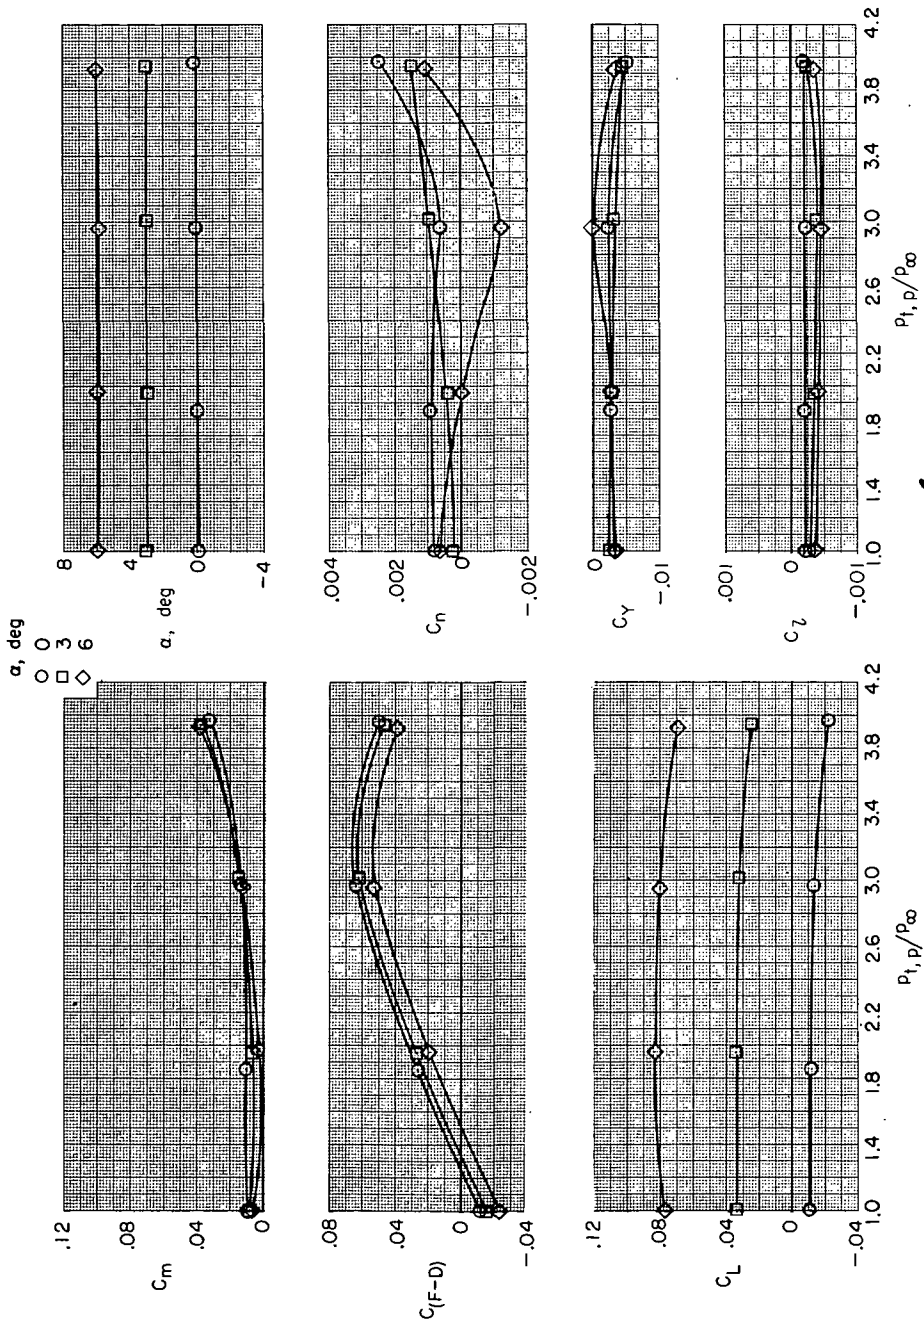 α, deg
○ 0
□ 3
◇ 6
.12
.08
.04
0
C_m
.08
.04
0
-.04
C_(F-D)
.12
.08
.04
0
-.04
C_L
1.0 1.4 1.8 2.2 2.6 3.0 3.4 3.8 4.2
p_t,p/p_∞
8
4
0
-4
α, deg
.004
.002
0
-.002
C_n
0
-.01
C_Y
.001
0
-.001
C_l
1.0 1.4 1.8 2.2 2.6 3.0 3.4 3.8 4.2
p_t,p/p_∞